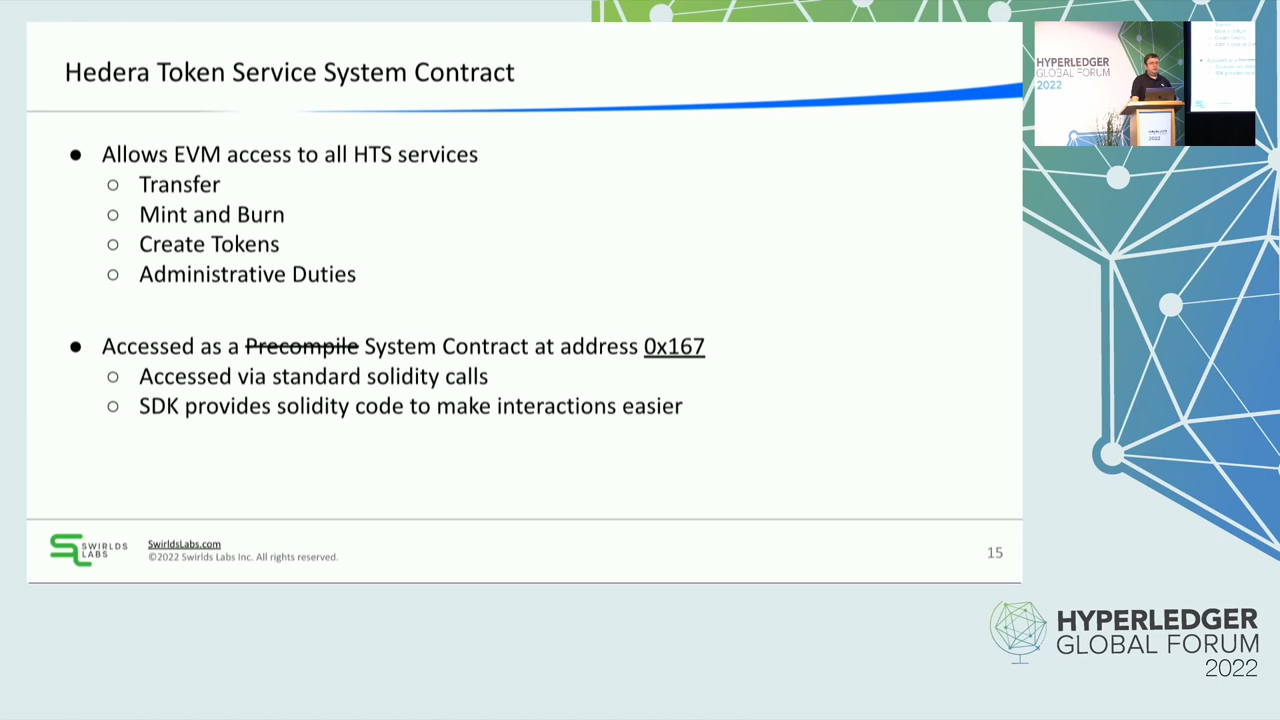 Hedera Token Service System Contract
● Allows EVM access to all HTS services
○ Transfer
○ Mint and Burn
○ Create Tokens
○ Administrative Duties
● Accessed as a Precompile System Contract at address 0x167
○ Accessed via standard solidity calls
○ SDK provides solidity code to make interactions easier
SWIRLDS
LABS
SwirldsLabs.com
©2022 Swirlds Labs Inc. All rights reserved.
15
HYPERLEDGER
GLOBAL FORUM
2022
HYPERLEDGER
GLOBAL FORUM
2022